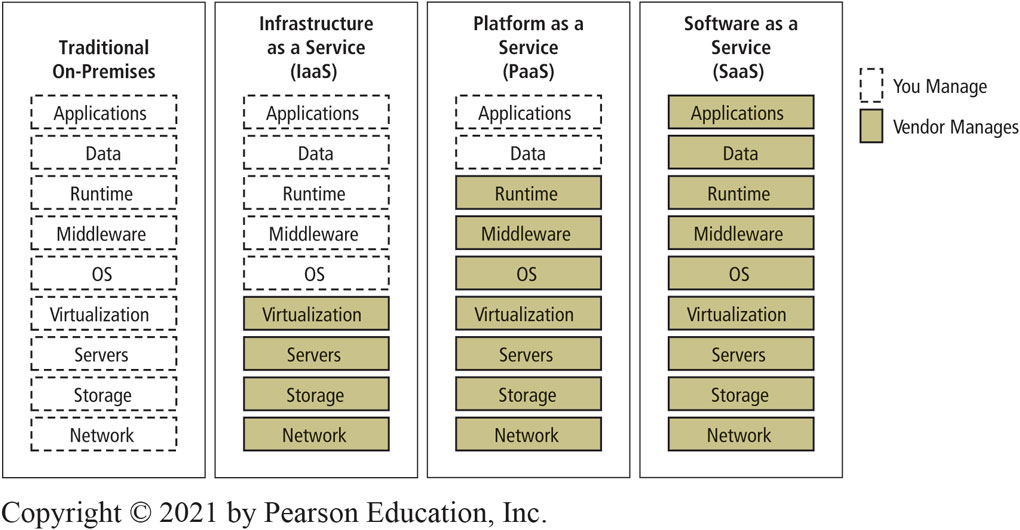 Traditional
On-Premises
Applications
Data
Runtime
Middleware
OS
Virtualization
Servers
Storage
Network
Infrastructure
as a Service
(IaaS)
Applications
Data
Runtime
Middleware
OS
Virtualization
Servers
Storage
Network
Platform as a
Service
(PaaS)
Applications
Data
Runtime
Middleware
OS
Virtualization
Servers
Storage
Network
Software as a
Service
(SaaS)
Applications
Data
Runtime
Middleware
OS
Virtualization
Servers
Storage
Network
You Manage
Vendor Manages
Copyright © 2021 by Pearson Education, Inc.